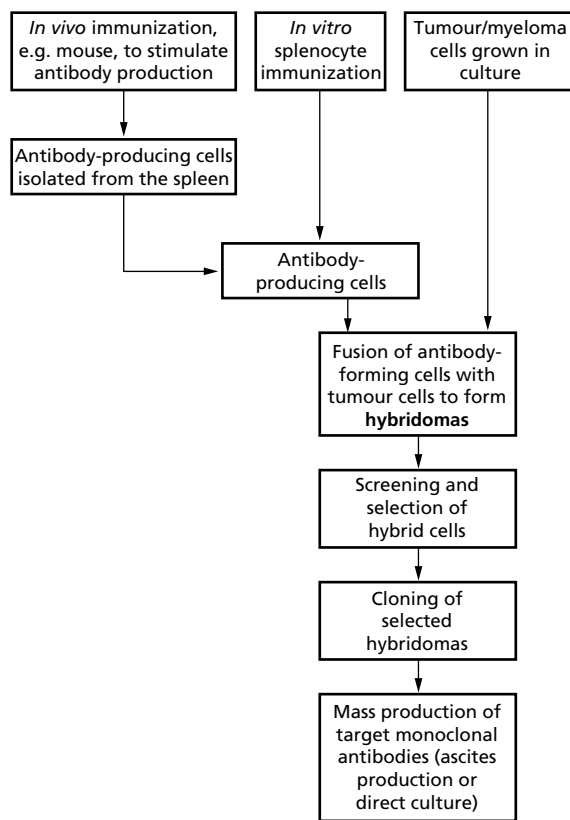 In vivo immunization,
e.g. mouse, to stimulate
antibody production
In vitro
splenocyte
immunization
Tumour/myeloma
cells grown in
culture
Antibody-producing cells
isolated from the spleen
Antibody-
producing cells
Fusion of antibody-
forming cells with
tumour cells to form
hybridomas
Screening and
selection of
hybrid cells
Cloning of
selected
hybridomas
Mass production of
target monoclonal
antibodies (ascites
production or
direct culture)